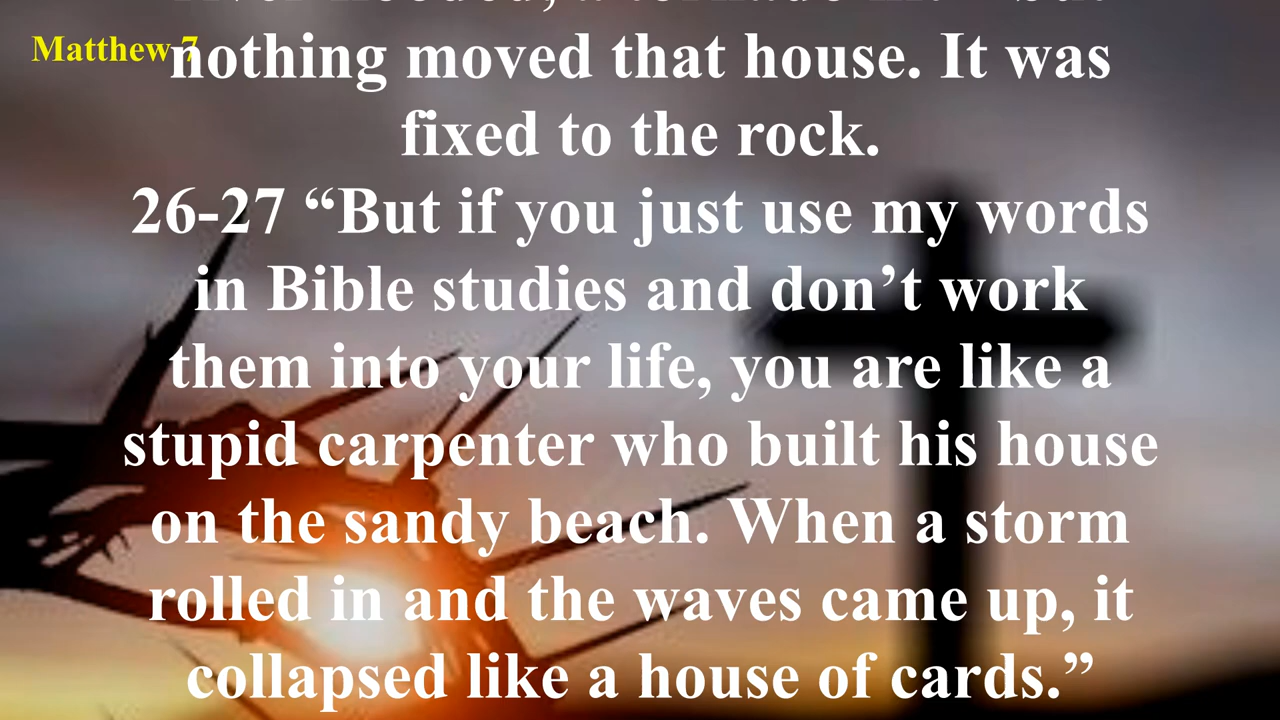 Matthew 7
nothing moved that house. It was
fixed to the rock.
26-27 “But if you just use my words
in Bible studies and don’t work
them into your life, you are like a
stupid carpenter who built his house
on the sandy beach. When a storm
rolled in and the waves came up, it
collapsed like a house of cards.”